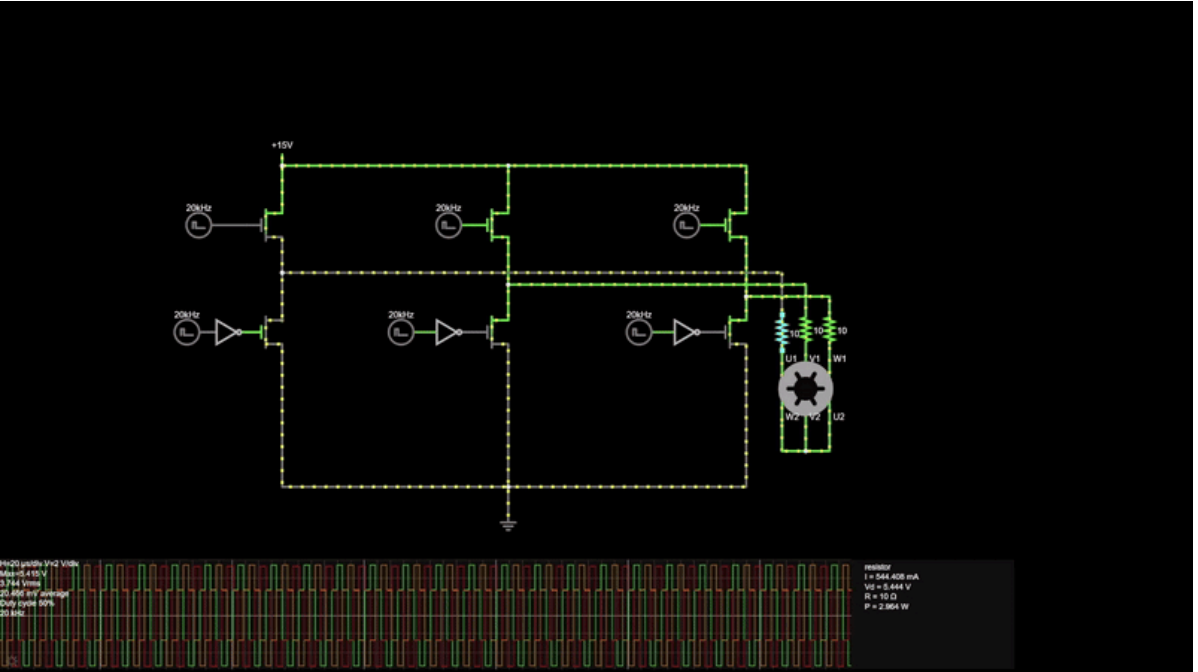 +15V
20kHz
20kHz
20kHz
20kHz
20kHz
20kHz
10
10
10
U1
V1
W1
W2
V2
U2
H=20 µs/div V=2 V/div
Max=5.415 V
3.744 Vrms
20.466 mV average
Duty cycle 50%
20 kHz
resistor
I = 544.408 mA
Vd = 5.444 V
R = 10 Ω
P = 2.964 W